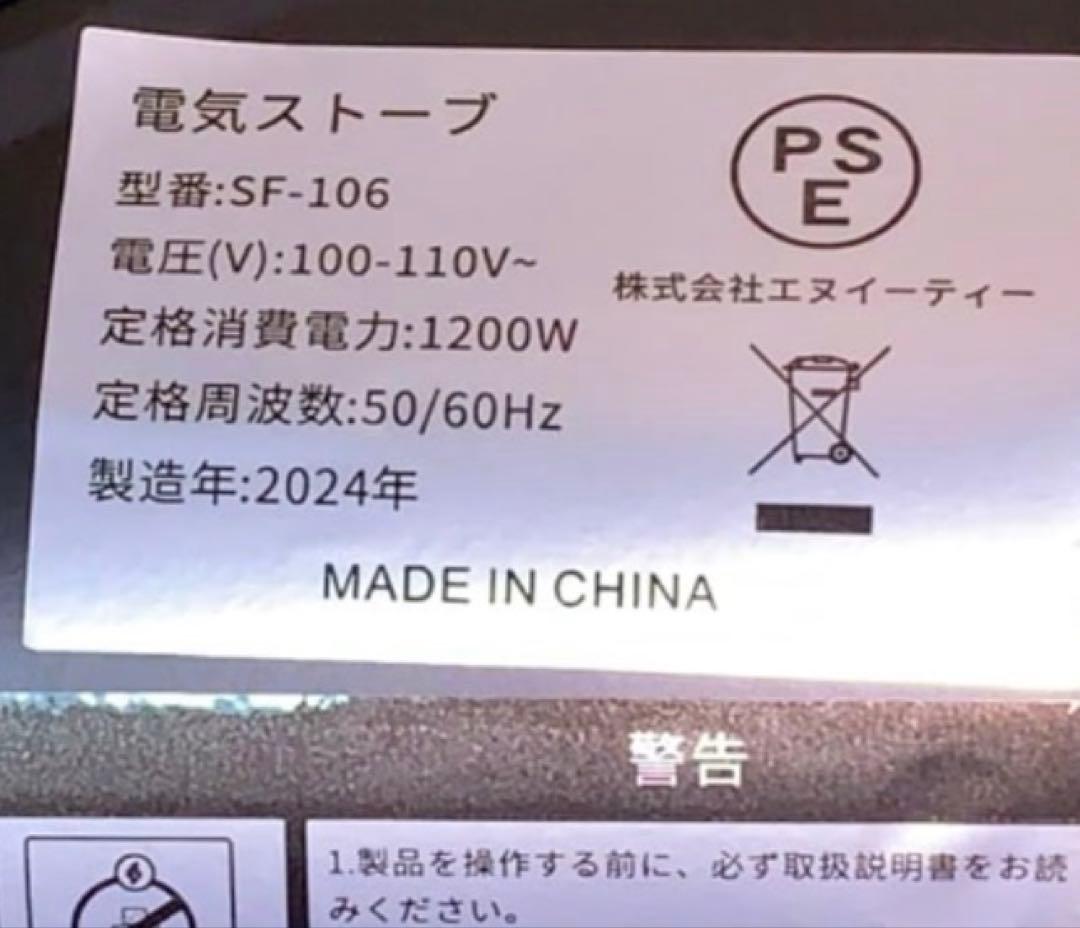 電気ストーブ
型番:SF-106
電圧(V):100-110V~
定格消費電力:1200W
定格周波数:50/60Hz
製造年:2024年
PS
E
株式会社エヌイーティー
MADE IN CHINA
警告
1.製品を操作する前に、必ず取扱説明書をお読
みください。